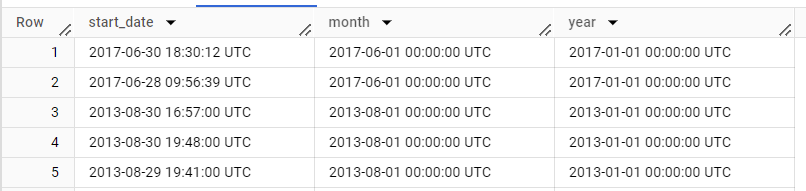 Row start_date month year
1 2017-06-30 18:30:12 UTC 2017-06-01 00:00:00 UTC 2017-01-01 00:00:00 UTC
2 2017-06-28 09:56:39 UTC 2017-06-01 00:00:00 UTC 2017-01-01 00:00:00 UTC
3 2013-08-30 16:57:00 UTC 2013-08-01 00:00:00 UTC 2013-01-01 00:00:00 UTC
4 2013-08-30 19:48:00 UTC 2013-08-01 00:00:00 UTC 2013-01-01 00:00:00 UTC
5 2013-08-29 19:41:00 UTC 2013-08-01 00:00:00 UTC 2013-01-01 00:00:00 UTC